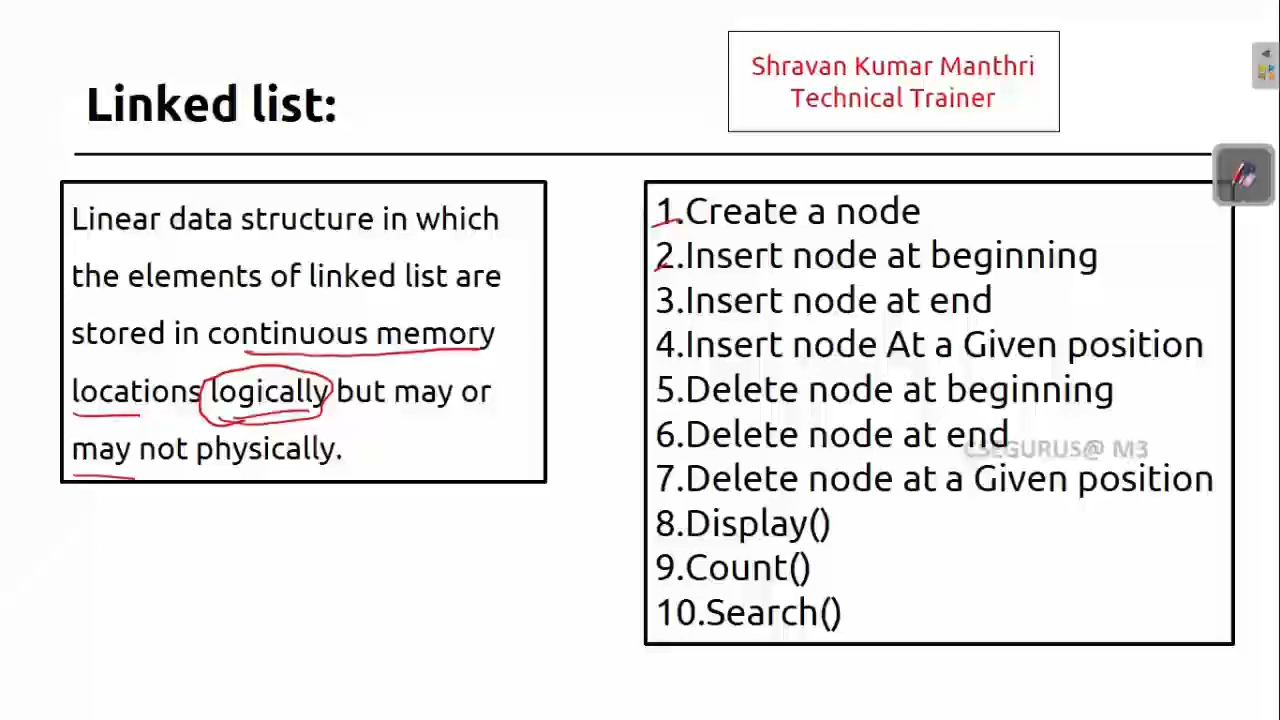 Shravan Kumar Manthri
Technical Trainer
Linked list:
Linear data structure in which
the elements of linked list are
stored in continuous memory
locations logically but may or
may not physically.
1.Create a node
2.Insert node at beginning
3.Insert node at end
4.Insert node At a Given position
5.Delete node at beginning
6.Delete node at end
CSEGURUS@ M3
7.Delete node at a Given position
8.Display()
9.Count()
10.Search()